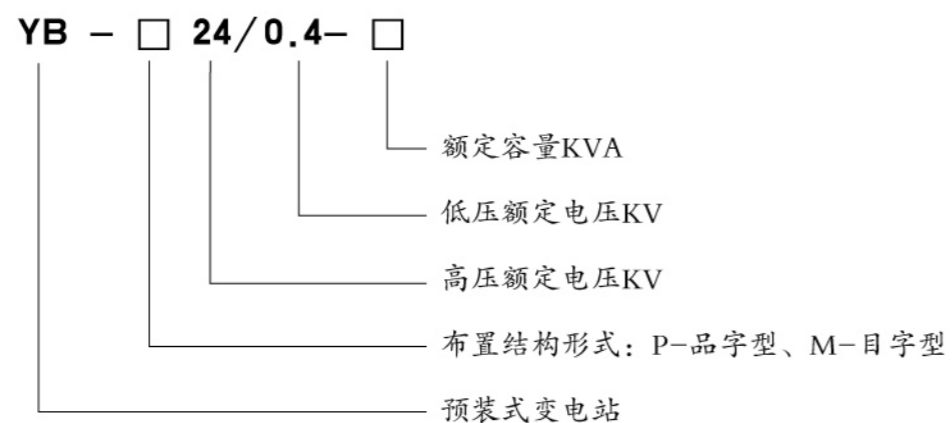 YB - □ 24/0.4- □
额定容量KVA
低压额定电压KV
高压额定电压KV
布置结构形式：P-品字型、M-目字型
预装式变电站